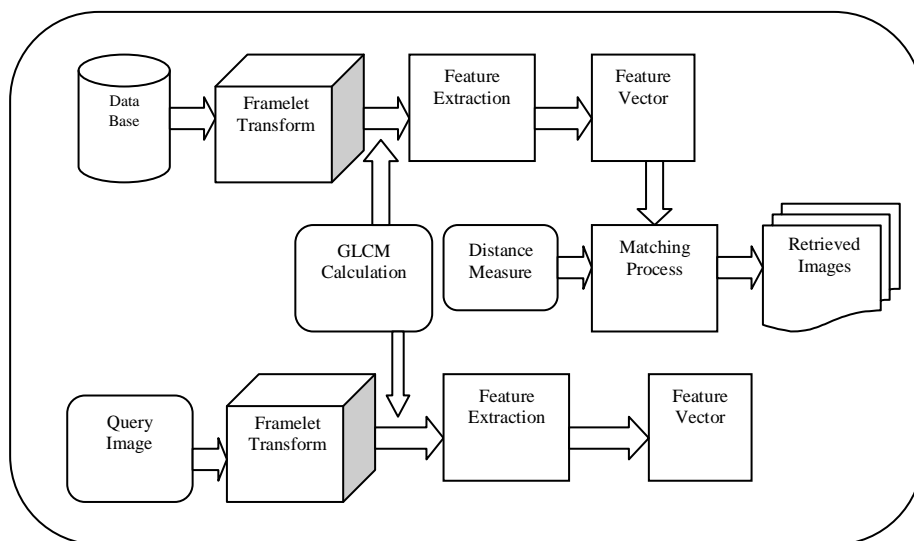 Data
Base
Framelet
Transform
Feature
Extraction
Feature
Vector
GLCM
Calculation
Distance
Measure
Matching
Process
Retrieved
Images
Query
Image
Framelet
Transform
Feature
Extraction
Feature
Vector